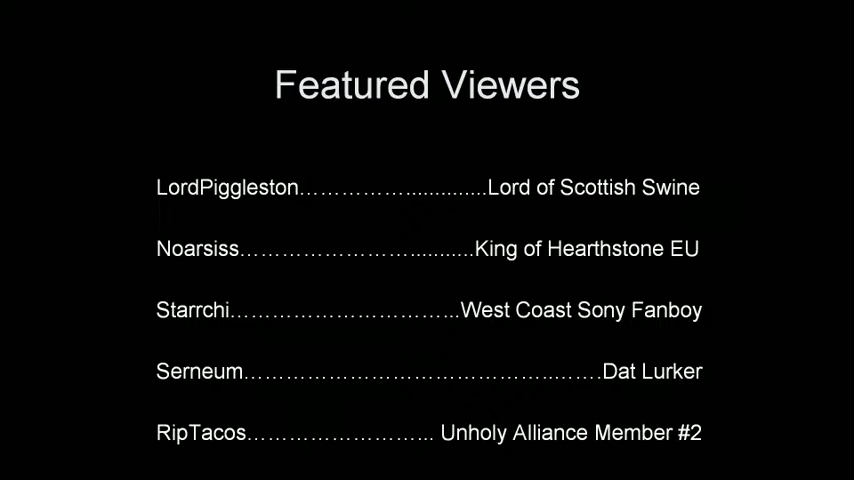 Featured Viewers
LordPiggleston……………..............Lord of Scottish Swine
Noarsiss……………………...........King of Hearthstone EU
Starrchi…………………………...West Coast Sony Fanboy
Serneum……………………………………..…….Dat Lurker
RipTacos……………………... Unholy Alliance Member #2